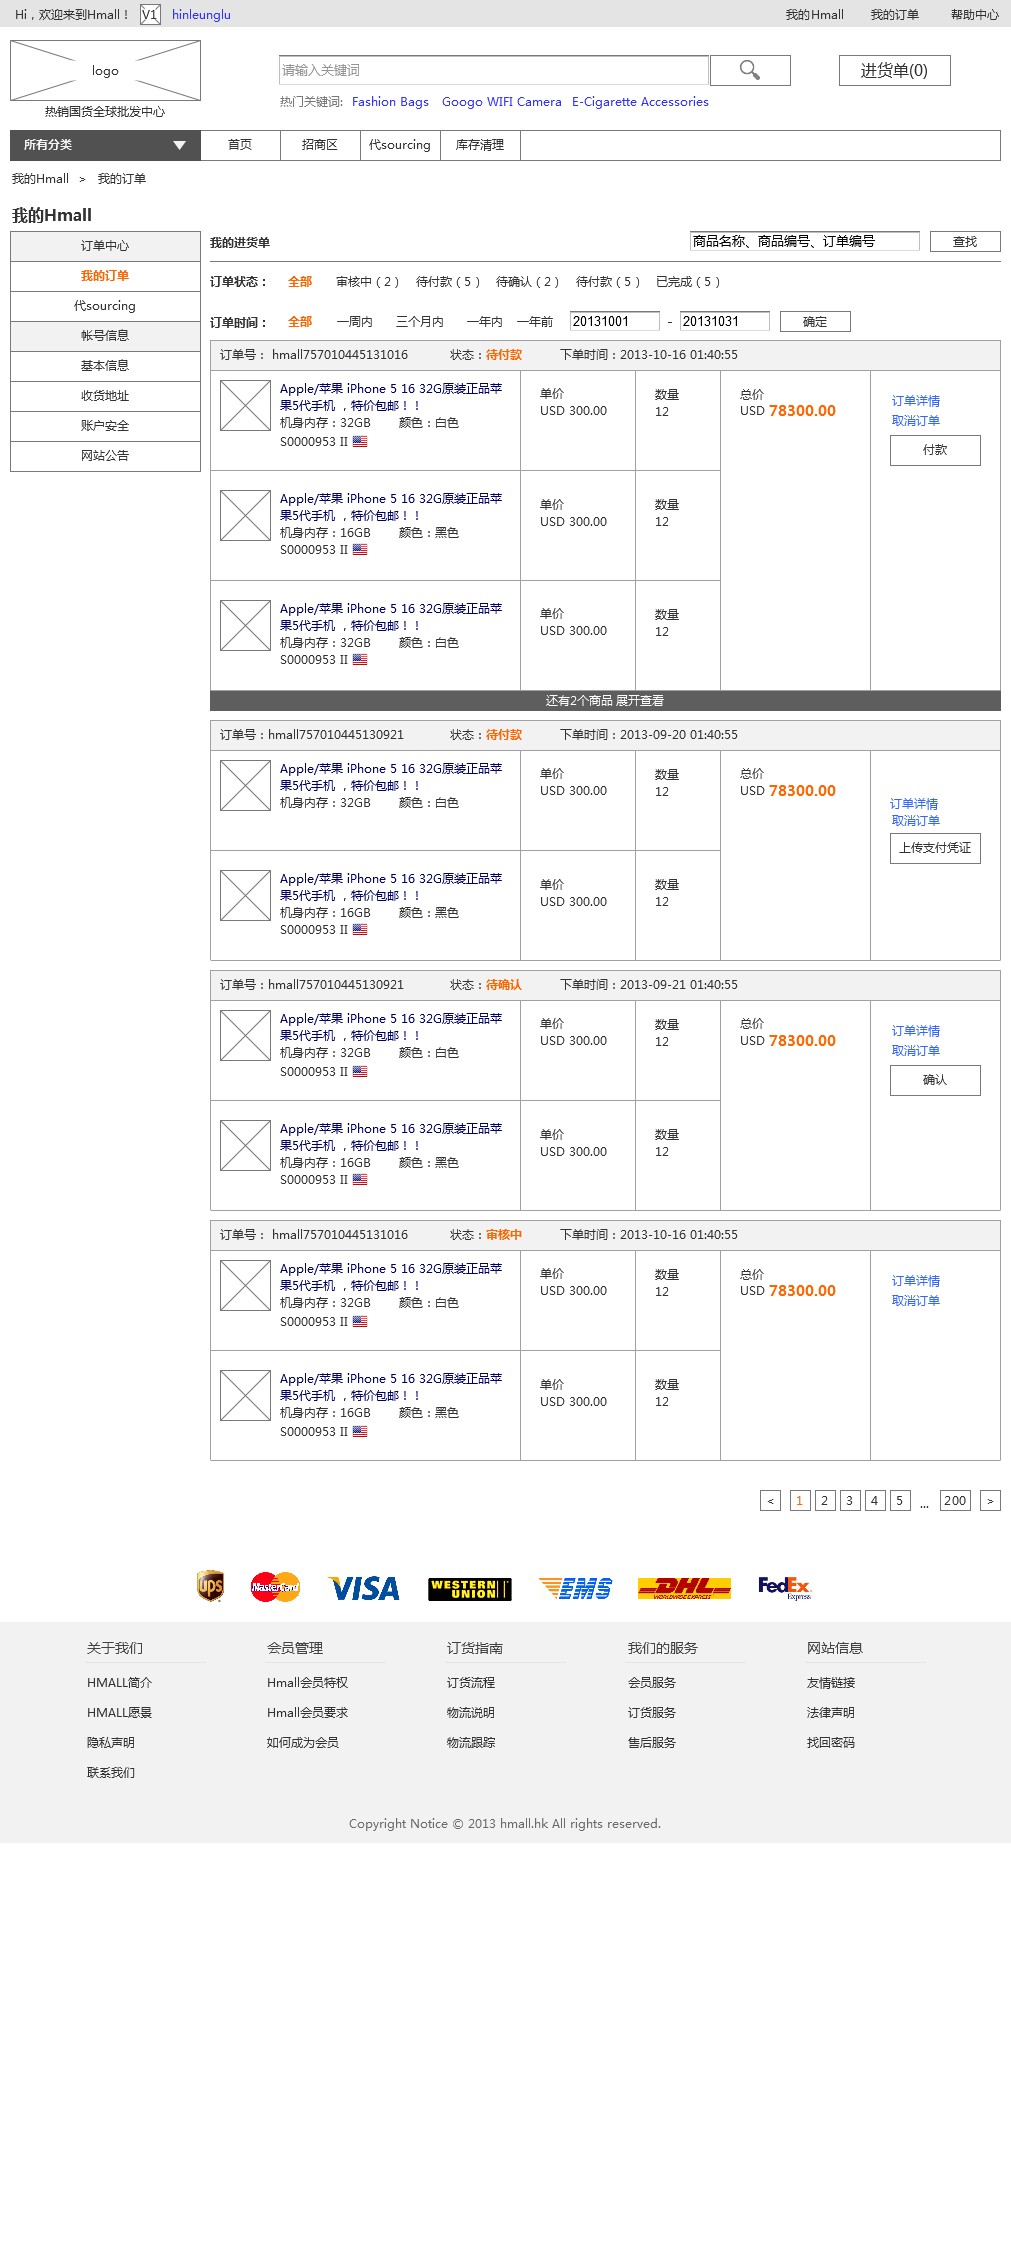 Hi，欢迎来到Hmall！ V1 hinleunglu 我的Hmall 我的订单 帮助中心
logo
热销国货全球批发中心
请输入关键词
进货单(0)
热门关键词: Fashion Bags Googo WIFI Camera E-Cigarette Accessories
所有分类 首页 招商区 代sourcing 库存清理
我的Hmall > 我的订单
我的Hmall
订单中心
我的订单
代sourcing
帐号信息
基本信息
收货地址
账户安全
网站公告
我的进货单 商品名称、商品编号、订单编号 查找
订单状态： 全部 审核中（2） 待付款（5） 待确认（2） 待付款（5） 已完成（5）
订单时间： 全部 一周内 三个月内 一年内 一年前 20131001 - 20131031 确定
订单号： hmall757010445131016 状态：待付款 下单时间：2013-10-16 01:40:55
Apple/苹果 iPhone 5 16 32G原装正品苹
果5代手机 ，特价包邮！！
机身内存：32GB 颜色：白色
S0000953 II
单价
USD 300.00
数量
12
总价
USD 78300.00
订单详情
取消订单
付款
Apple/苹果 iPhone 5 16 32G原装正品苹
果5代手机 ，特价包邮！！
机身内存：16GB 颜色：黑色
S0000953 II
单价
USD 300.00
数量
12
Apple/苹果 iPhone 5 16 32G原装正品苹
果5代手机 ，特价包邮！！
机身内存：32GB 颜色：白色
S0000953 II
单价
USD 300.00
数量
12
还有2个商品 展开查看
订单号：hmall757010445130921 状态：待付款 下单时间：2013-09-20 01:40:55
Apple/苹果 iPhone 5 16 32G原装正品苹
果5代手机 ，特价包邮！！
机身内存：32GB 颜色：白色
单价
USD 300.00
数量
12
总价
USD 78300.00
订单详情
取消订单
上传支付凭证
Apple/苹果 iPhone 5 16 32G原装正品苹
果5代手机 ，特价包邮！！
机身内存：16GB 颜色：黑色
S0000953 II
单价
USD 300.00
数量
12
订单号：hmall757010445130921 状态：待确认 下单时间：2013-09-21 01:40:55
Apple/苹果 iPhone 5 16 32G原装正品苹
果5代手机 ，特价包邮！！
机身内存：32GB 颜色：白色
S0000953 II
单价
USD 300.00
数量
12
总价
USD 78300.00
订单详情
取消订单
确认
Apple/苹果 iPhone 5 16 32G原装正品苹
果5代手机 ，特价包邮！！
机身内存：16GB 颜色：黑色
S0000953 II
单价
USD 300.00
数量
12
订单号： hmall757010445131016 状态：审核中 下单时间：2013-10-16 01:40:55
Apple/苹果 iPhone 5 16 32G原装正品苹
果5代手机 ，特价包邮！！
机身内存：32GB 颜色：白色
S0000953 II
单价
USD 300.00
数量
12
总价
USD 78300.00
订单详情
取消订单
Apple/苹果 iPhone 5 16 32G原装正品苹
果5代手机 ，特价包邮！！
机身内存：16GB 颜色：黑色
S0000953 II
单价
USD 300.00
数量
12
< 1 2 3 4 5 ... 200 >
ups MasterCard VISA WESTERN UNION EMS DHL WORLDWIDE EXPRESS FedEx Express
关于我们 会员管理 订货指南 我们的服务 网站信息
HMALL简介 Hmall会员特权 订货流程 会员服务 友情链接
HMALL愿景 Hmall会员要求 物流说明 订货服务 法律声明
隐私声明 如何成为会员 物流跟踪 售后服务 找回密码
联系我们
Copyright Notice © 2013 hmall.hk All rights reserved.